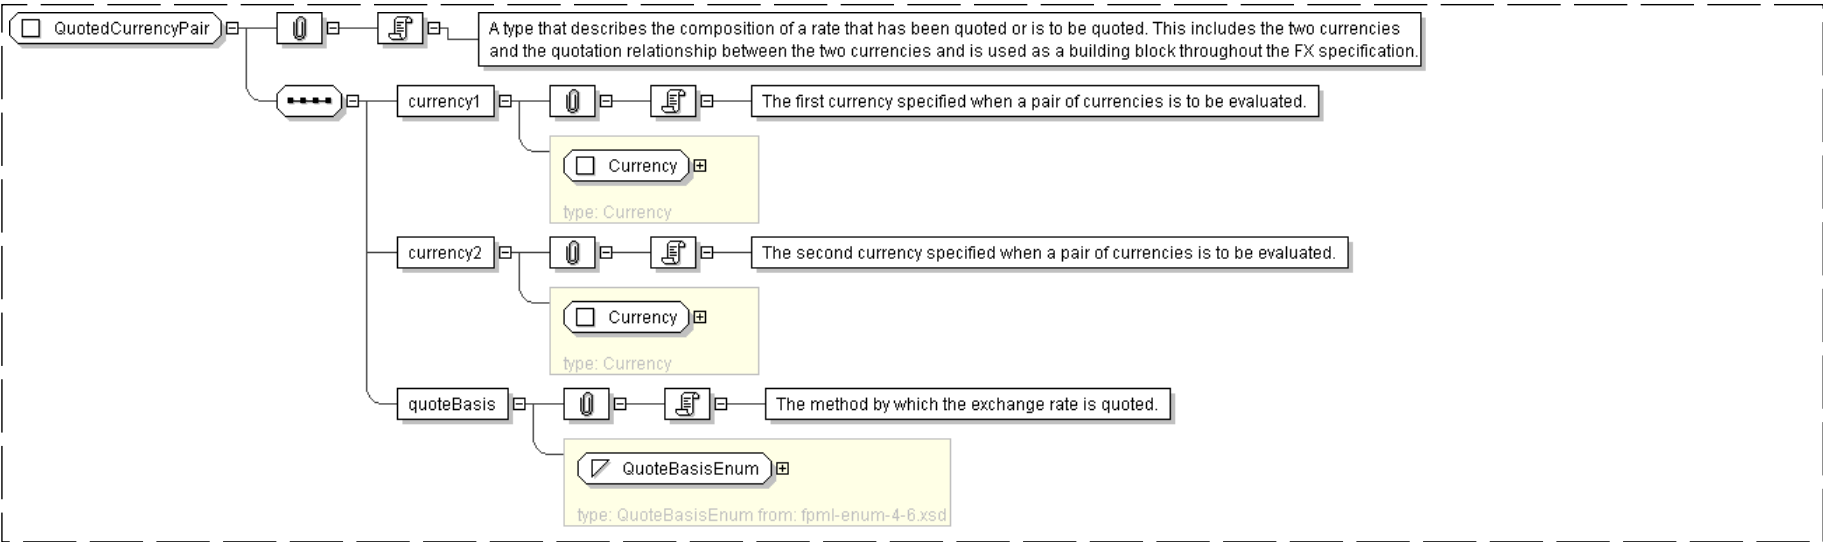 QuotedCurrencyPair
A type that describes the composition of a rate that has been quoted or is to be quoted. This includes the two currencies
and the quotation relationship between the two currencies and is used as a building block throughout the FX specification.
currency1
The first currency specified when a pair of currencies is to be evaluated.
Currency
type: Currency
currency2
The second currency specified when a pair of currencies is to be evaluated.
Currency
type: Currency
quoteBasis
The method by which the exchange rate is quoted.
QuoteBasisEnum
type: QuoteBasisEnum from: fpml-enum-4-6.xsd